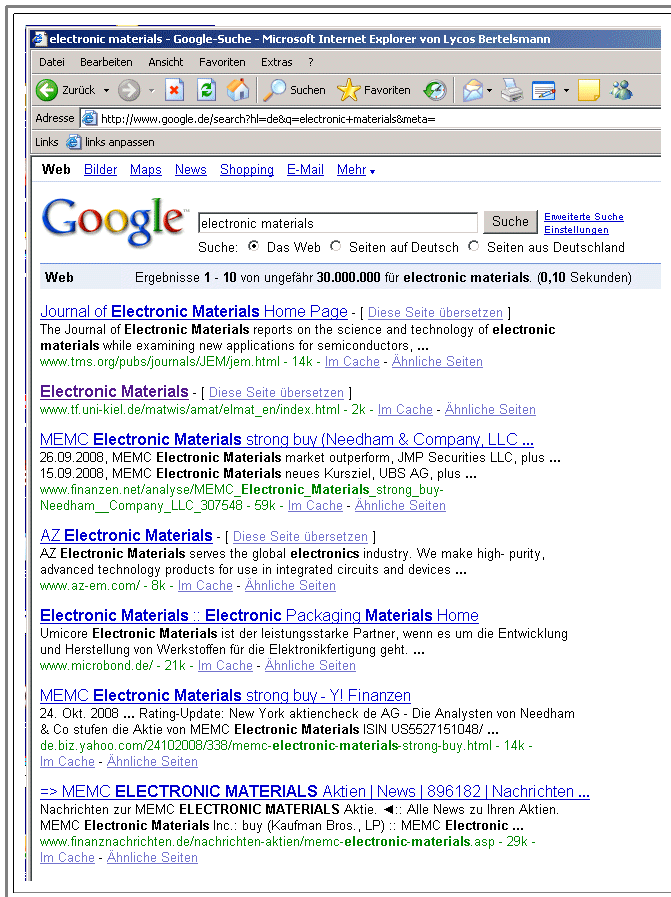 electronic materials - Google-Suche - Microsoft Internet Explorer von Lycos Bertelsmann
Datei Bearbeiten Ansicht Favoriten Extras ?
Zurück Suchen Favoriten
Adresse http://www.google.de/search?hl=de&q=electronic+materials&meta=
Links links anpassen
Web Bilder Maps News Shopping E-Mail Mehr
Google™ electronic materials Suche Erweiterte Suche
Einstellungen
Suche: Das Web Seiten auf Deutsch Seiten aus Deutschland
Web Ergebnisse 1 - 10 von ungefähr 30.000.000 für electronic materials. (0,10 Sekunden)
Journal of Electronic Materials Home Page - [ Diese Seite übersetzen ]
The Journal of Electronic Materials reports on the science and technology of electronic
materials while examining new applications for semiconductors, ...
www.tms.org/pubs/journals/JEM/jem.html - 14k - Im Cache - Ähnliche Seiten
Electronic Materials - [ Diese Seite übersetzen ]
www.tf.uni-kiel.de/matwis/amat/elmat_en/index.html - 2k - Im Cache - Ähnliche Seiten
MEMC Electronic Materials strong buy (Needham & Company, LLC ...
26.09.2008, MEMC Electronic Materials market outperform, JMP Securities LLC, plus ...
15.09.2008, MEMC Electronic Materials neues Kursziel, UBS AG, plus ...
www.finanzen.net/analyse/MEMC_Electronic_Materials_strong_buy-
Needham__Company_LLC_307548 - 59k - Im Cache - Ähnliche Seiten
AZ Electronic Materials - [ Diese Seite übersetzen ]
AZ Electronic Materials serves the global electronics industry. We make high- purity,
advanced technology products for use in integrated circuits and devices ...
www.az-em.com/ - 8k - Im Cache - Ähnliche Seiten
Electronic Materials :: Electronic Packaging Materials Home
Umicore Electronic Materials ist der leistungsstarke Partner, wenn es um die Entwicklung
und Herstellung von Werkstoffen für die Elektronikfertigung geht. ...
www.microbond.de/ - 21k - Im Cache - Ähnliche Seiten
MEMC Electronic Materials strong buy - Y! Finanzen
24. Okt. 2008 ... Rating-Update: New York aktiencheck de AG - Die Analysten von Needham
& Co stufen die Aktie von MEMC Electronic Materials ISIN US5527151048/ ...
de.biz.yahoo.com/24102008/338/memc-electronic-materials-strong-buy.html - 14k -
Im Cache - Ähnliche Seiten
=> MEMC ELECTRONIC MATERIALS Aktien | News | 896182 | Nachrichten ...
Nachrichten zur MEMC ELECTRONIC MATERIALS Aktie. ◄:: Alle News zu Ihren Aktien.
MEMC Electronic Materials Inc.: buy (Kaufman Bros., LP) :: MEMC Electronic ...
www.finanznachrichten.de/nachrichten-aktien/memc-electronic-materials.asp - 29k -
Im Cache - Ähnliche Seiten